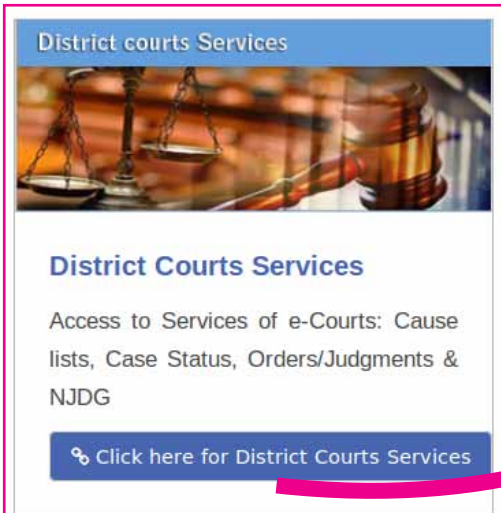 District courts Services
District Courts Services
Access to Services of e-Courts: Cause
lists, Case Status, Orders/Judgments &
NJDG
Click here for District Courts Services